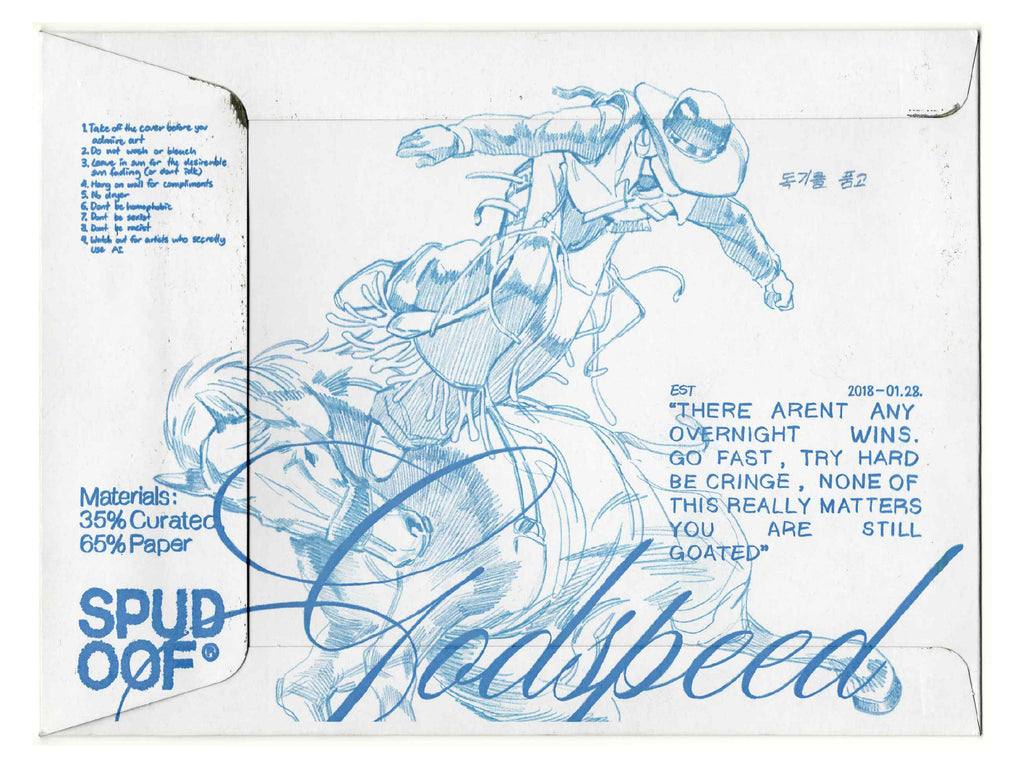 1. Take off the cover before you
admire art
2. Do not wash or bleach
3. Leave in sun for the desireable
sun fading (or dont idk)
4. Hang on wall for compliments
5. No dryer
6. Dont be homophobic
7. Dont be sexist
8. Dont be racist
9. Watch out for artists who secretly
use AI
독기를 품고
EST 2018-01.28.
"THERE ARENT ANY
OVERNIGHT WINS.
GO FAST, TRY HARD
BE CRINGE, NONE OF
THIS REALLY MATTERS
YOU ARE STILL
GOATED"
Materials:
35% Curated
65% Paper
SPUD
OOF®
Godspeed